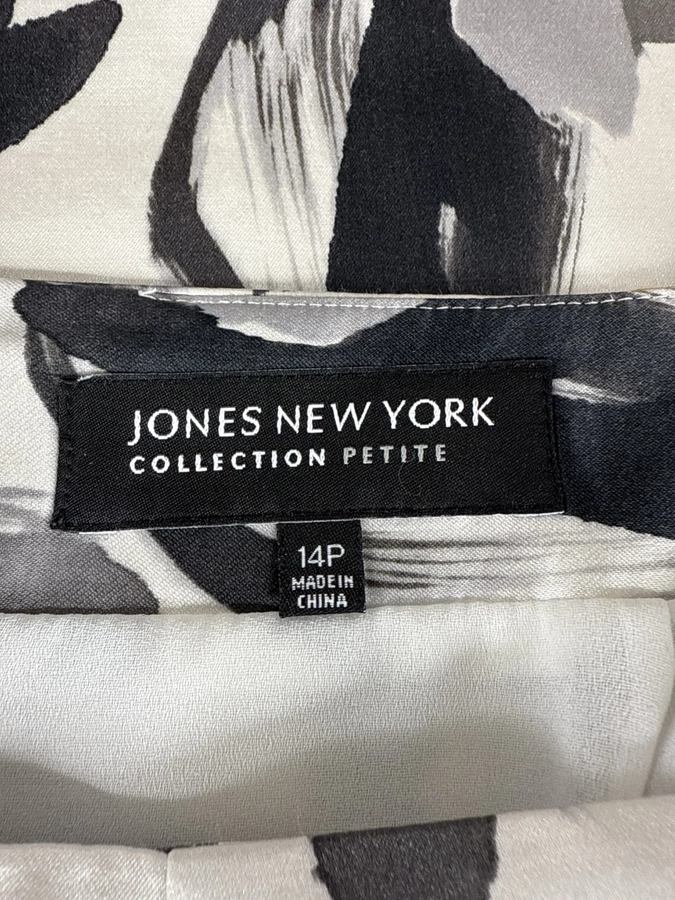 JONES NEW YORK
COLLECTION PETITE
14P
MADE IN
CHINA